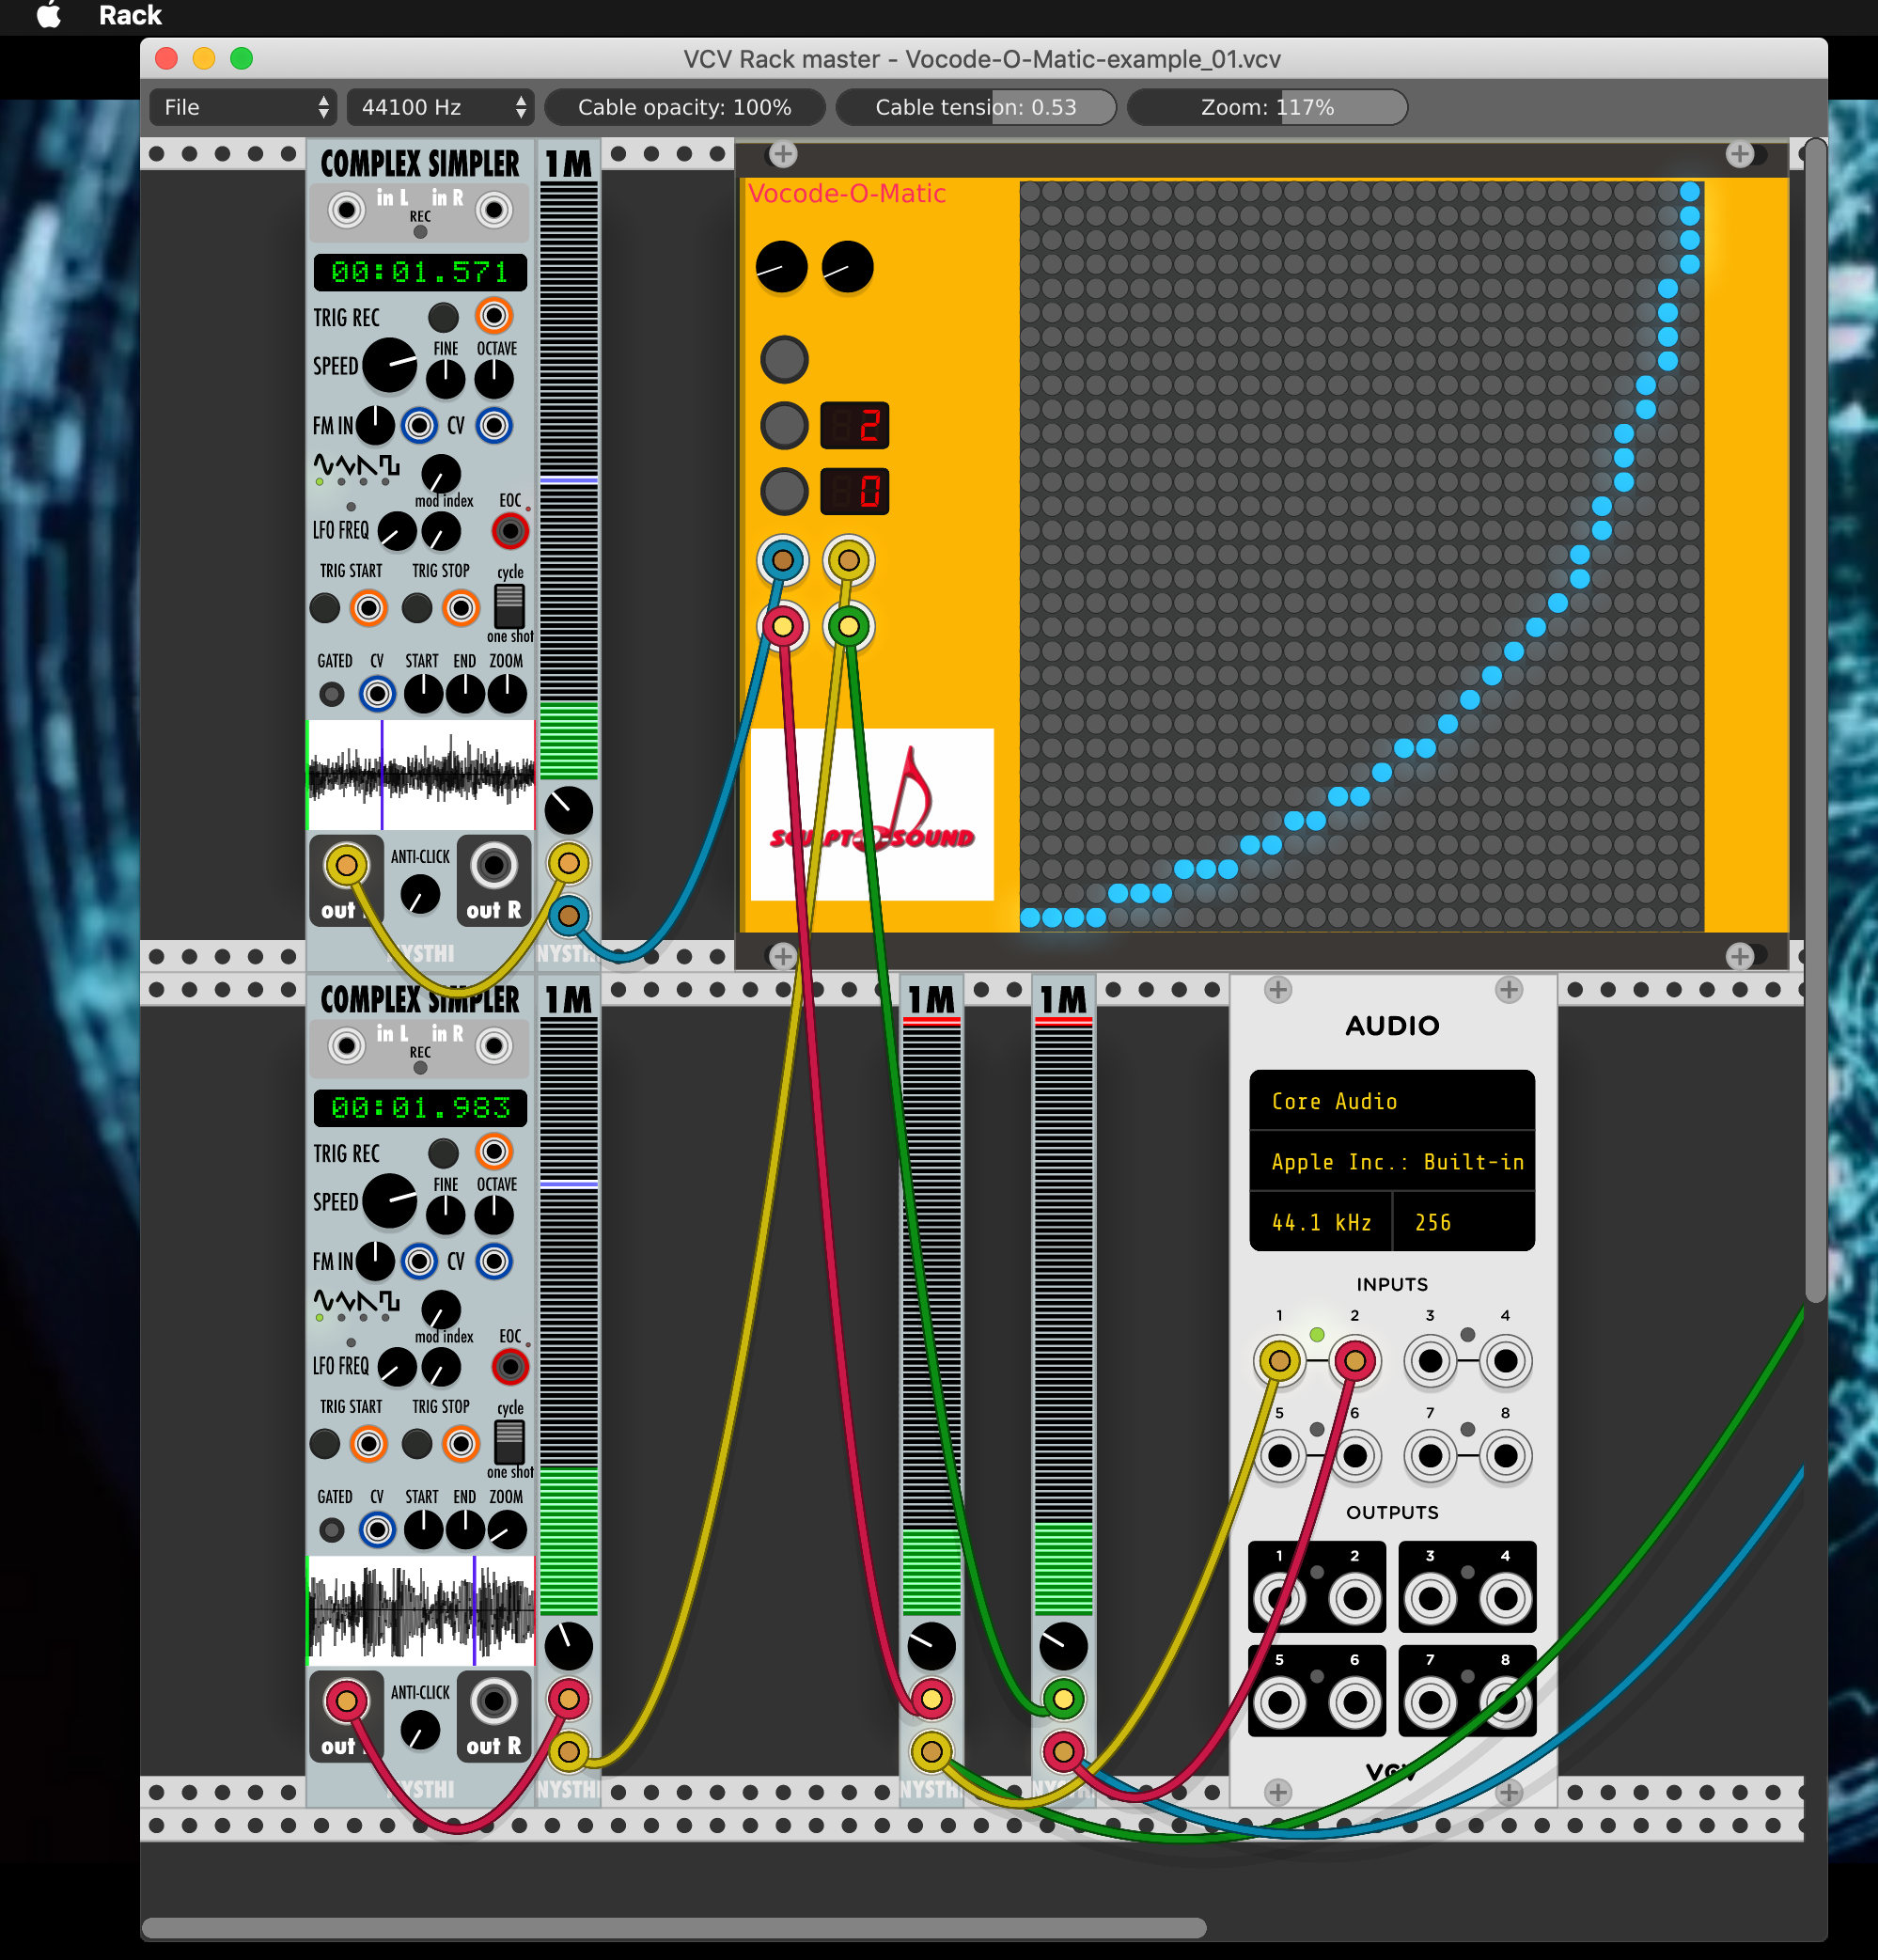 Rack
VCV Rack master - Vocode-O-Matic-example_01.vcv
File 44100 Hz Cable opacity: 100% Cable tension: 0.53 Zoom: 117%
COMPLEX SIMPLER 1M
in L in R
REC
00:01.571
TRIG REC
SPEED FINE OCTAVE
FM IN CV
mod index EOC
LFO FREQ
TRIG START TRIG STOP cycle
one shot
GATED CV START END ZOOM
ANTI-CLICK
out out R
NYSTHI NYSTHI
Vocode-O-Matic
2
0
SCULPT O SOUND
COMPLEX SIMPLER 1M
in L in R
REC
00:01.983
TRIG REC
SPEED FINE OCTAVE
FM IN CV
mod index EOC
LFO FREQ
TRIG START TRIG STOP cycle
one shot
GATED CV START END ZOOM
ANTI-CLICK
out out R
NYSTHI NYSTHI
1M 1M
NYSTHI
AUDIO
Core Audio
Apple Inc.: Built-in
44.1 kHz 256
INPUTS
1 2 3 4
5 6 7 8
OUTPUTS
1 2 3 4
5 6 7 8
VCV